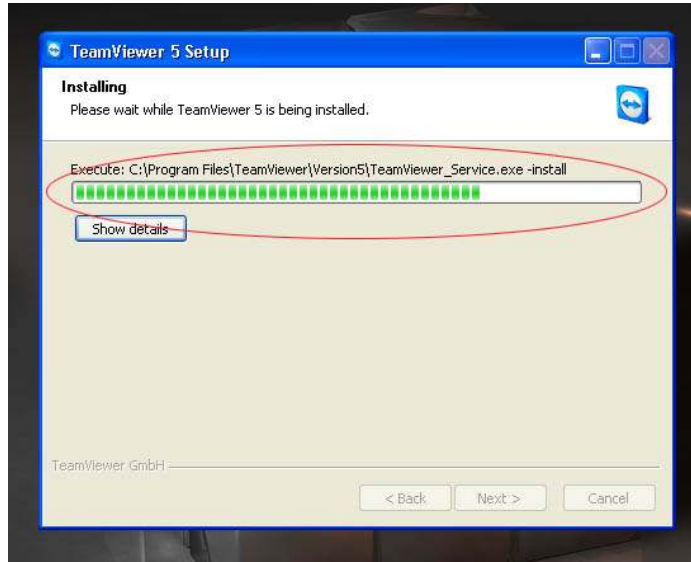 TeamViewer 5 Setup
Installing
Please wait while TeamViewer 5 is being installed.
Execute: C:\Program Files\TeamViewer\Version5\TeamViewer_Service.exe -install
Show details
TeamViewer GmbH
< Back Next > Cancel